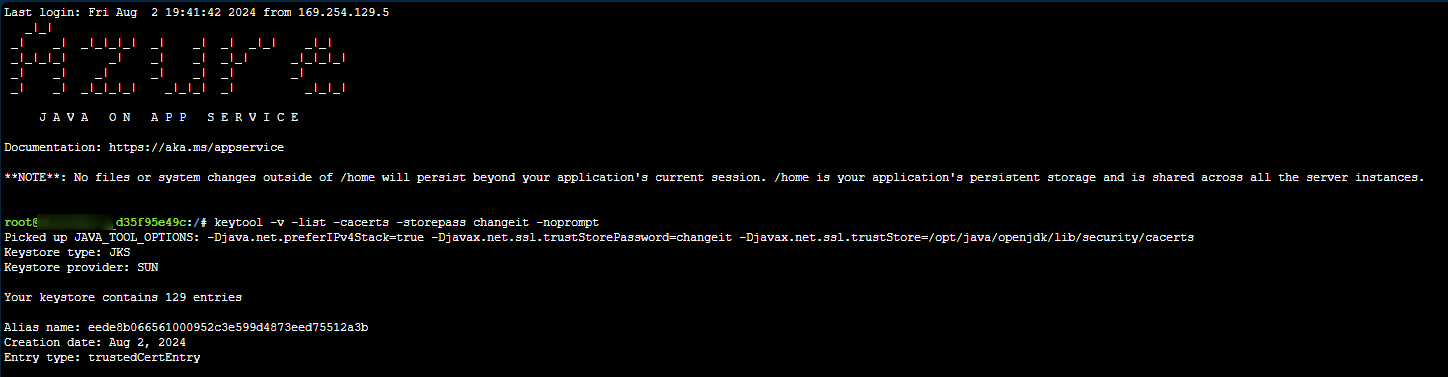 Last login: Fri Aug  2 19:41:42 2024 from 169.254.129.5
Azure
J A V A   O N   A P P   S E R V I C E
Documentation: https://aka.ms/appservice
**NOTE**: No files or system changes outside of /home will persist beyond your application's current session. /home is your application's persistent storage and is shared across all the server instances.
root@ _d35f95e49c:/# keytool -v -list -cacerts -storepass changeit -noprompt
Picked up JAVA_TOOL_OPTIONS: -Djava.net.preferIPv4Stack=true -Djavax.net.ssl.trustStorePassword=changeit -Djavax.net.ssl.trustStore=/opt/java/openjdk/lib/security/cacerts
Keystore type: JKS
Keystore provider: SUN
Your keystore contains 129 entries
Alias name: eede8b066561000952c3e599d4873eed75512a3b
Creation date: Aug 2, 2024
Entry type: trustedCertEntry